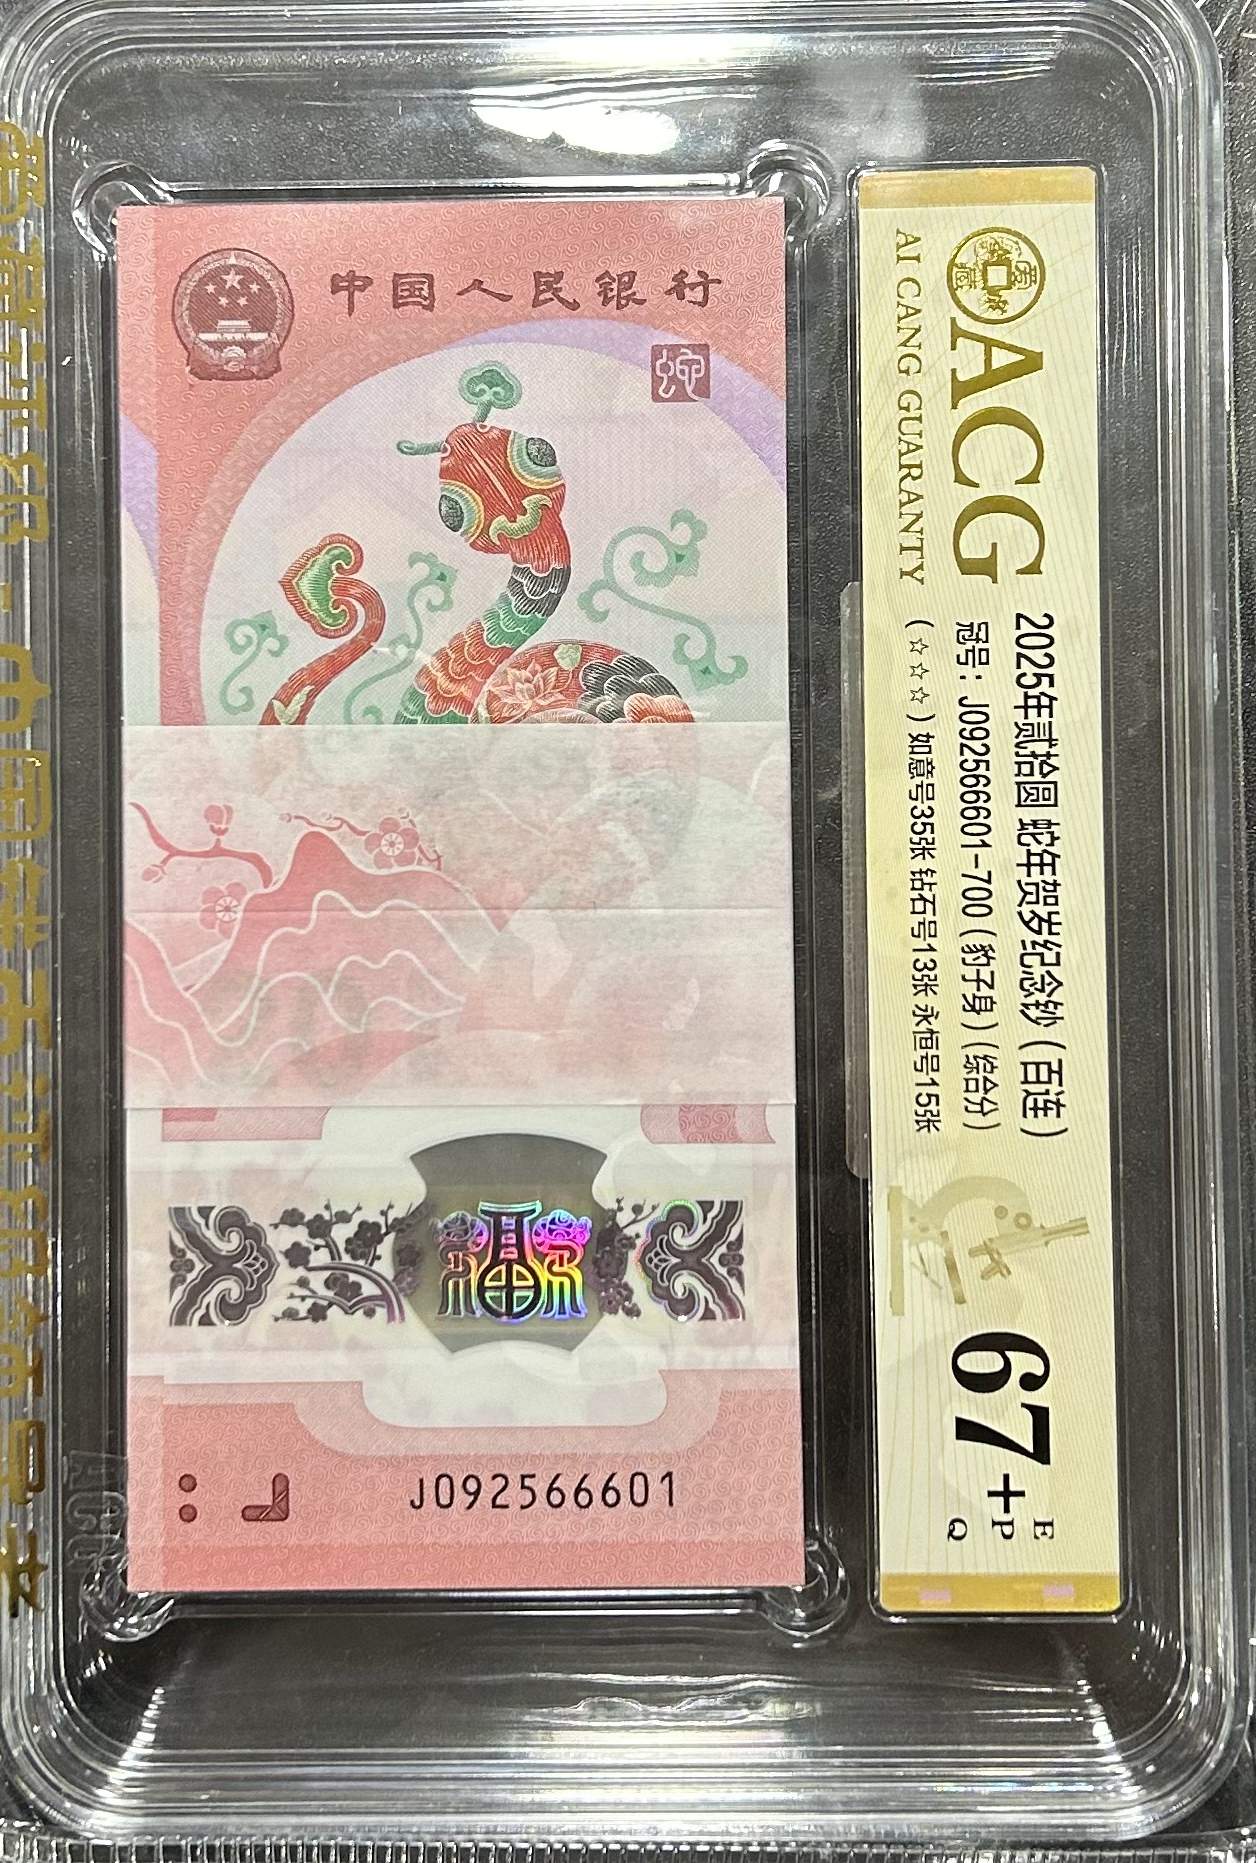 中国人民银行
蛇
J092566601
ACG
AI CANG GUARANTY
2025年贰拾圆 蛇年贺岁纪念钞（百连）
冠号：J092566601-700（豹子身）（综合分）
（☆☆☆）如意号35张 钻石号13张 永恒号15张
67+
E
P
Q